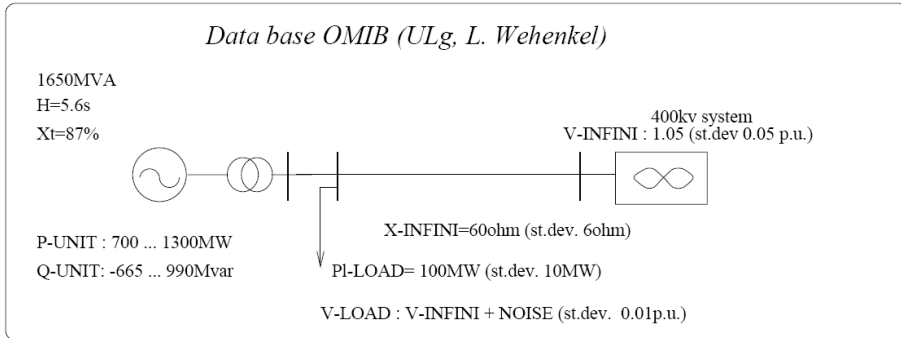 Data base OMIB (ULg, L. Wehenkel)
1650MVA
H=5.6s
Xt=87%
400kv system
V-INFINI : 1.05 (st.dev 0.05 p.u.)
X-INFINI=60ohm (st.dev. 6ohm)
P-UNIT : 700 ... 1300MW
Q-UNIT: -665 ... 990Mvar
Pl-LOAD= 100MW (st.dev. 10MW)
V-LOAD : V-INFINI + NOISE (st.dev.  0.01p.u.)